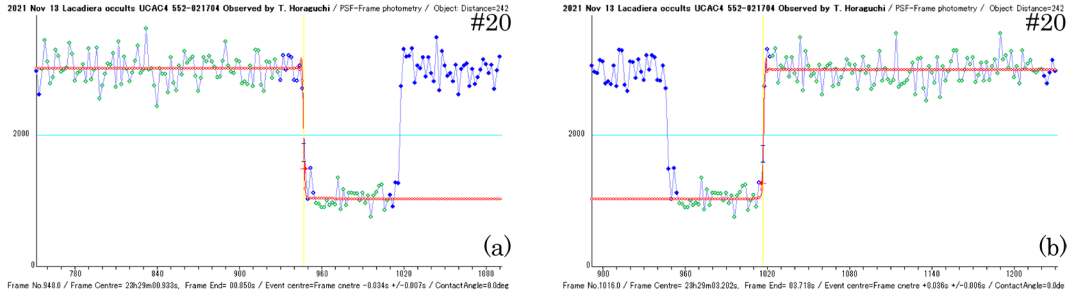 2021 Nov 13 Lacadiera occults UCAC4 552-021704 Observed by T. Horaguchi / PSF-Frame photometry / Object: Distance=242
#20
2000
0
780 840 900 960 1020 1080
(a)
Frame No.948.0 / Frame Centre= 23h29m00.933s, Frame End= 00.850s / Event centre=Frame cnetre -0.034s +/-0.007s / ContactAngle=0.0deg
2021 Nov 13 Lacadiera occults UCAC4 552-021704 Observed by T. Horaguchi / PSF-Frame photometry / Object: Distance=242
#20
2000
0
900 960 1020 1080 1140 1200
(b)
Frame No.1016.0 / Frame Centre= 23h29m03.202s, Frame End= 03.718s / Event centre=Frame cnetre +0.036s +/-0.006s / ContactAngle=0.0de